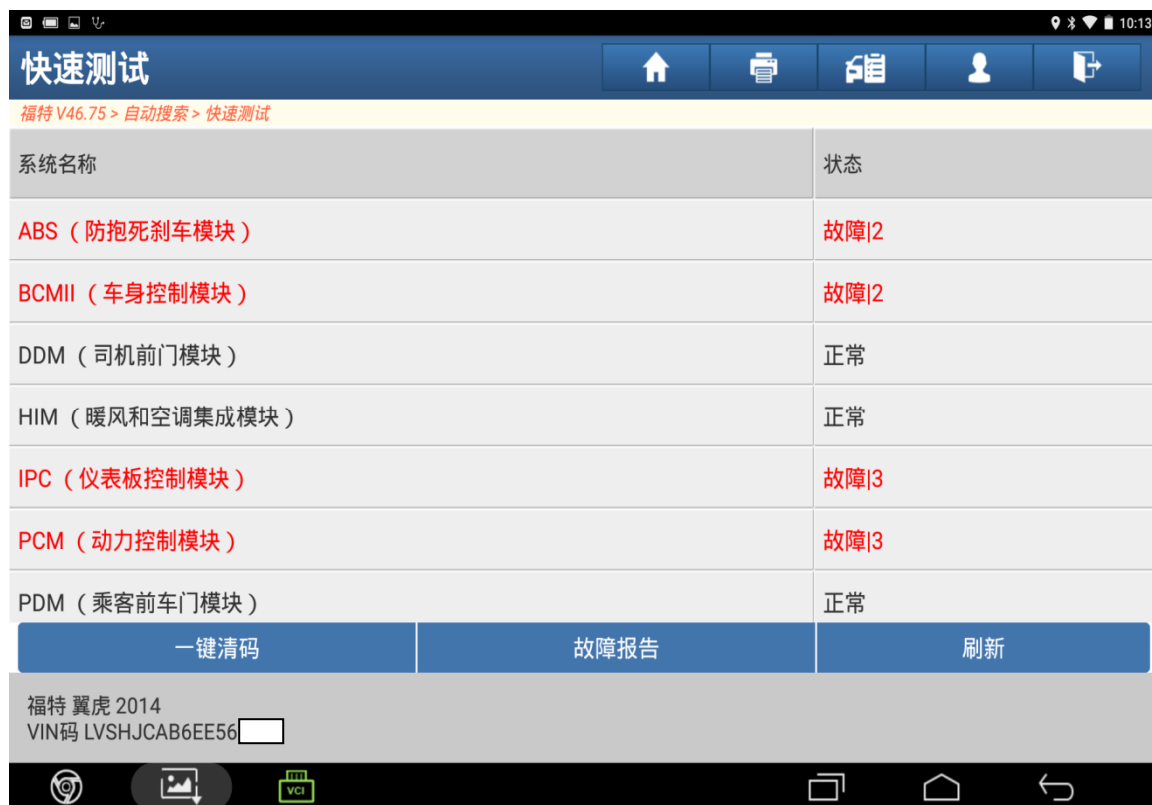 10:13
快速测试
福特 V46.75 > 自动搜索 > 快速测试
系统名称 状态
ABS （防抱死刹车模块） 故障|2
BCMII （车身控制模块） 故障|2
DDM （司机前门模块） 正常
HIM （暖风和空调集成模块） 正常
IPC （仪表板控制模块） 故障|3
PCM （动力控制模块） 故障|3
PDM （乘客前车门模块） 正常
一键清码 故障报告 刷新
福特 翼虎 2014
VIN码 LVSHJCAB6EE56
VCI